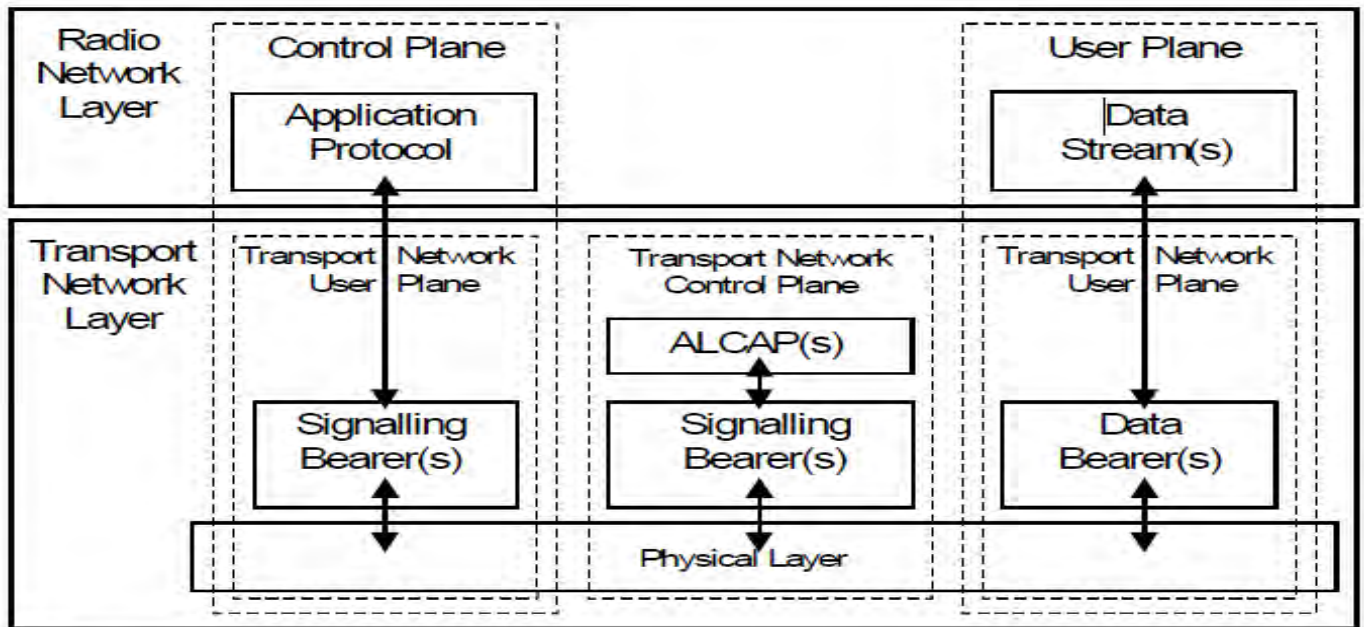 Radio
Network
Layer
Control Plane
Application
Protocol
User Plane
Data
Stream(s)
Transport
Network
Layer
Transport Network
User Plane
Transport Network
Control Plane
Transport Network
User Plane
ALCAP(s)
Signalling
Bearer(s)
Signalling
Bearer(s)
Data
Bearer(s)
Physical Layer